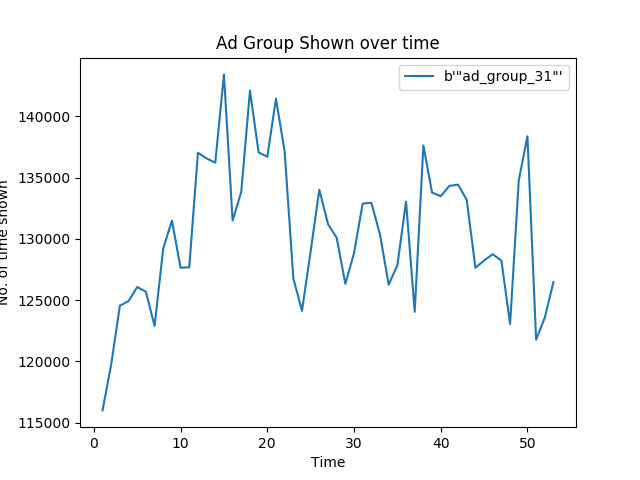 Ad Group Shown over time
b'"ad_group_31"'
140000
135000
130000
125000
120000
115000
No. of time shown
0 10 20 30 40 50
Time